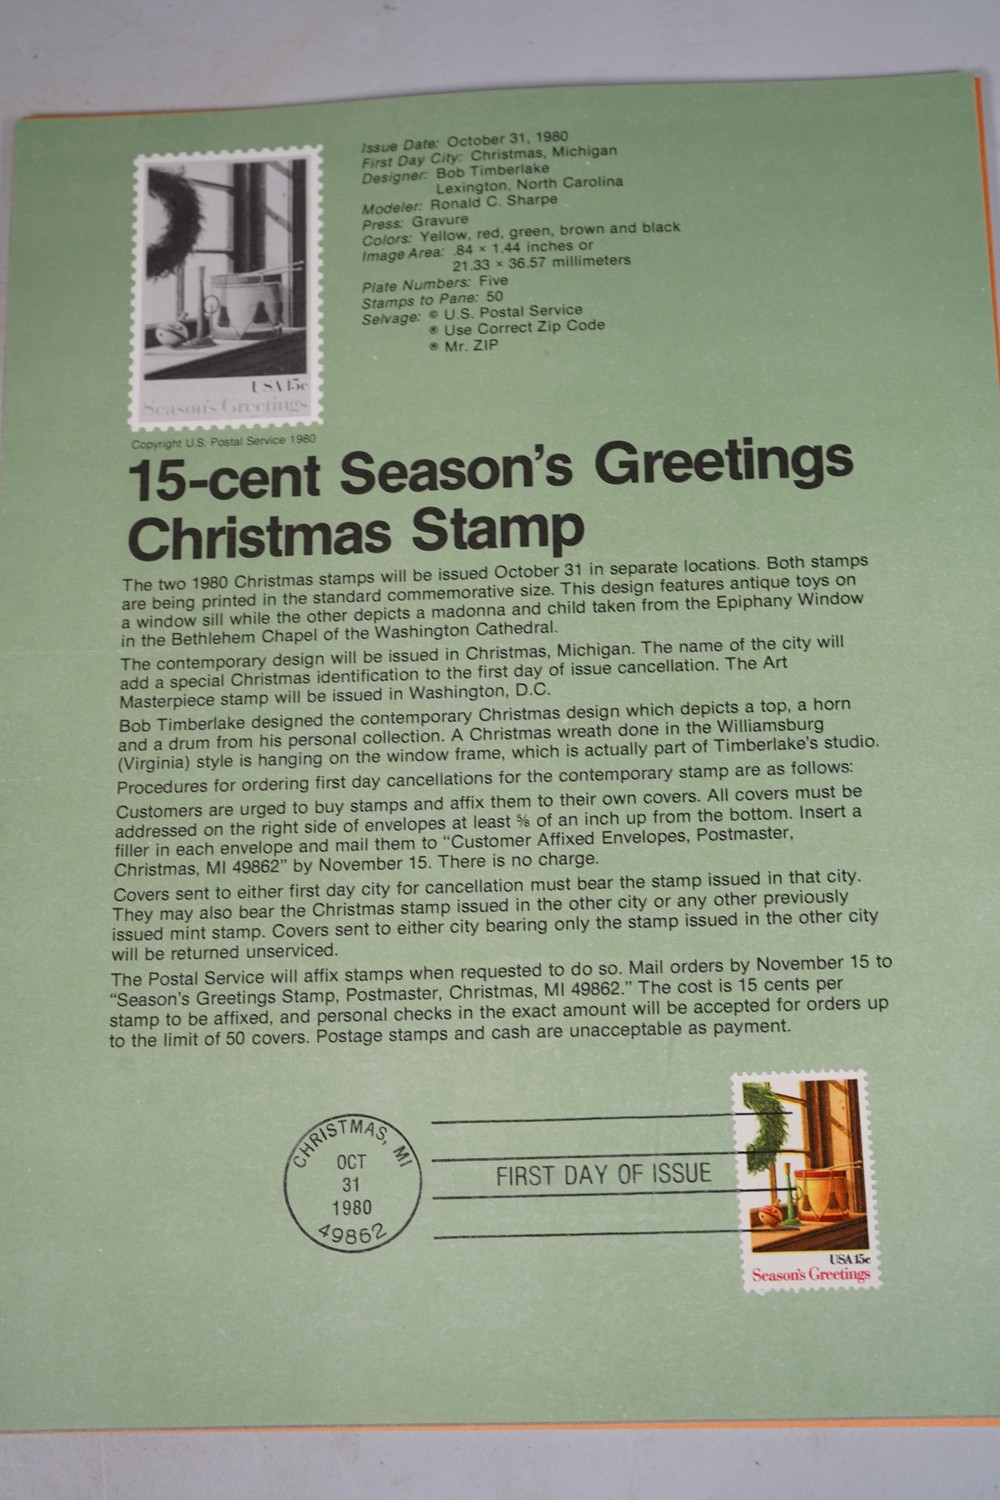 Issue Date: October 31, 1980
First Day City: Christmas, Michigan
Designer: Bob Timberlake
Lexington, North Carolina
Modeler: Ronald C. Sharpe
Press: Gravure
Colors: Yellow, red, green, brown and black
Image Area: .84 × 1.44 inches or
21.33 × 36.57 millimeters
Plate Numbers: Five
Stamps to Pane: 50
Selvage: © U.S. Postal Service
® Use Correct Zip Code
® Mr. ZIP
USA 15c
Season's Greetings
Copyright U.S. Postal Service 1980
15-cent Season's Greetings
Christmas Stamp
The two 1980 Christmas stamps will be issued October 31 in separate locations. Both stamps
are being printed in the standard commemorative size. This design features antique toys on
a window sill while the other depicts a madonna and child taken from the Epiphany Window
in the Bethlehem Chapel of the Washington Cathedral.
The contemporary design will be issued in Christmas, Michigan. The name of the city will
add a special Christmas identification to the first day of issue cancellation. The Art
Masterpiece stamp will be issued in Washington, D.C.
Bob Timberlake designed the contemporary Christmas design which depicts a top, a horn
and a drum from his personal collection. A Christmas wreath done in the Williamsburg
(Virginia) style is hanging on the window frame, which is actually part of Timberlake's studio.
Procedures for ordering first day cancellations for the contemporary stamp are as follows:
Customers are urged to buy stamps and affix them to their own covers. All covers must be
addressed on the right side of envelopes at least ⅝ of an inch up from the bottom. Insert a
filler in each envelope and mail them to "Customer Affixed Envelopes, Postmaster,
Christmas, MI 49862" by November 15. There is no charge.
Covers sent to either first day city for cancellation must bear the stamp issued in that city.
They may also bear the Christmas stamp issued in the other city or any other previously
issued mint stamp. Covers sent to either city bearing only the stamp issued in the other city
will be returned unserviced.
The Postal Service will affix stamps when requested to do so. Mail orders by November 15 to
"Season's Greetings Stamp, Postmaster, Christmas, MI 49862." The cost is 15 cents per
stamp to be affixed, and personal checks in the exact amount will be accepted for orders up
to the limit of 50 covers. Postage stamps and cash are unacceptable as payment.
CHRISTMAS, MI
OCT
31
1980
49862
FIRST DAY OF ISSUE
USA 15c
Season's Greetings